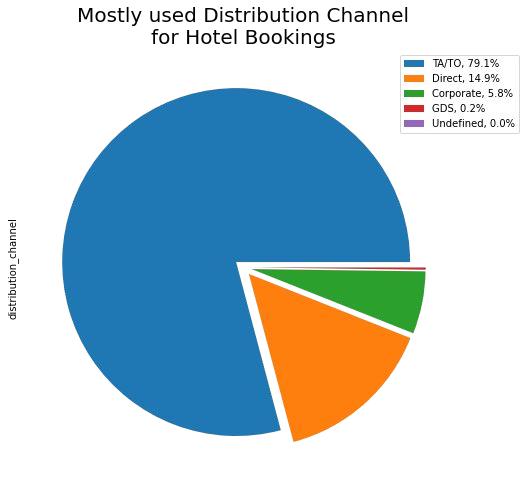 Mostly used Distribution Channel
for Hotel Bookings
TA/TO, 79.1%
Direct, 14.9%
Corporate, 5.8%
GDS, 0.2%
Undefined, 0.0%
distribution_channel